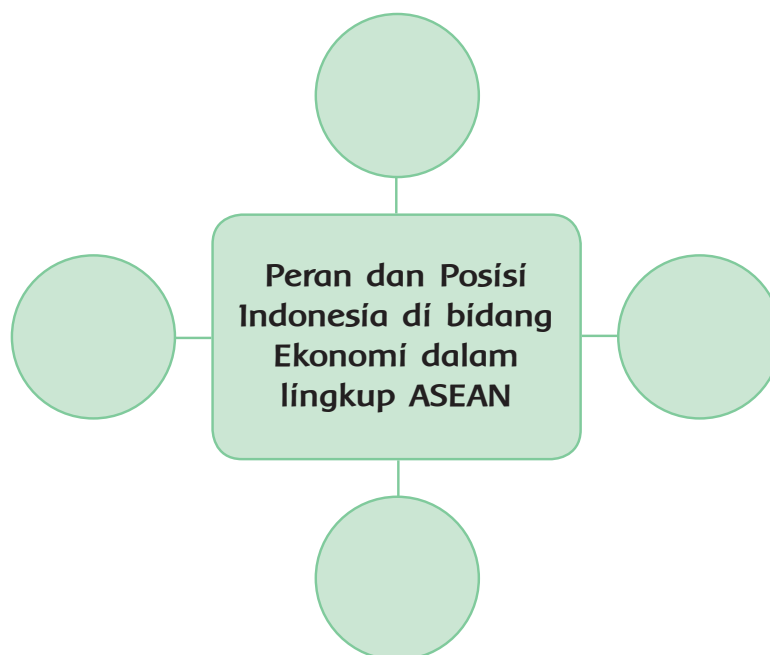 Peran dan Posisi
Indonesia di bidang
Ekonomi dalam
lingkup ASEAN